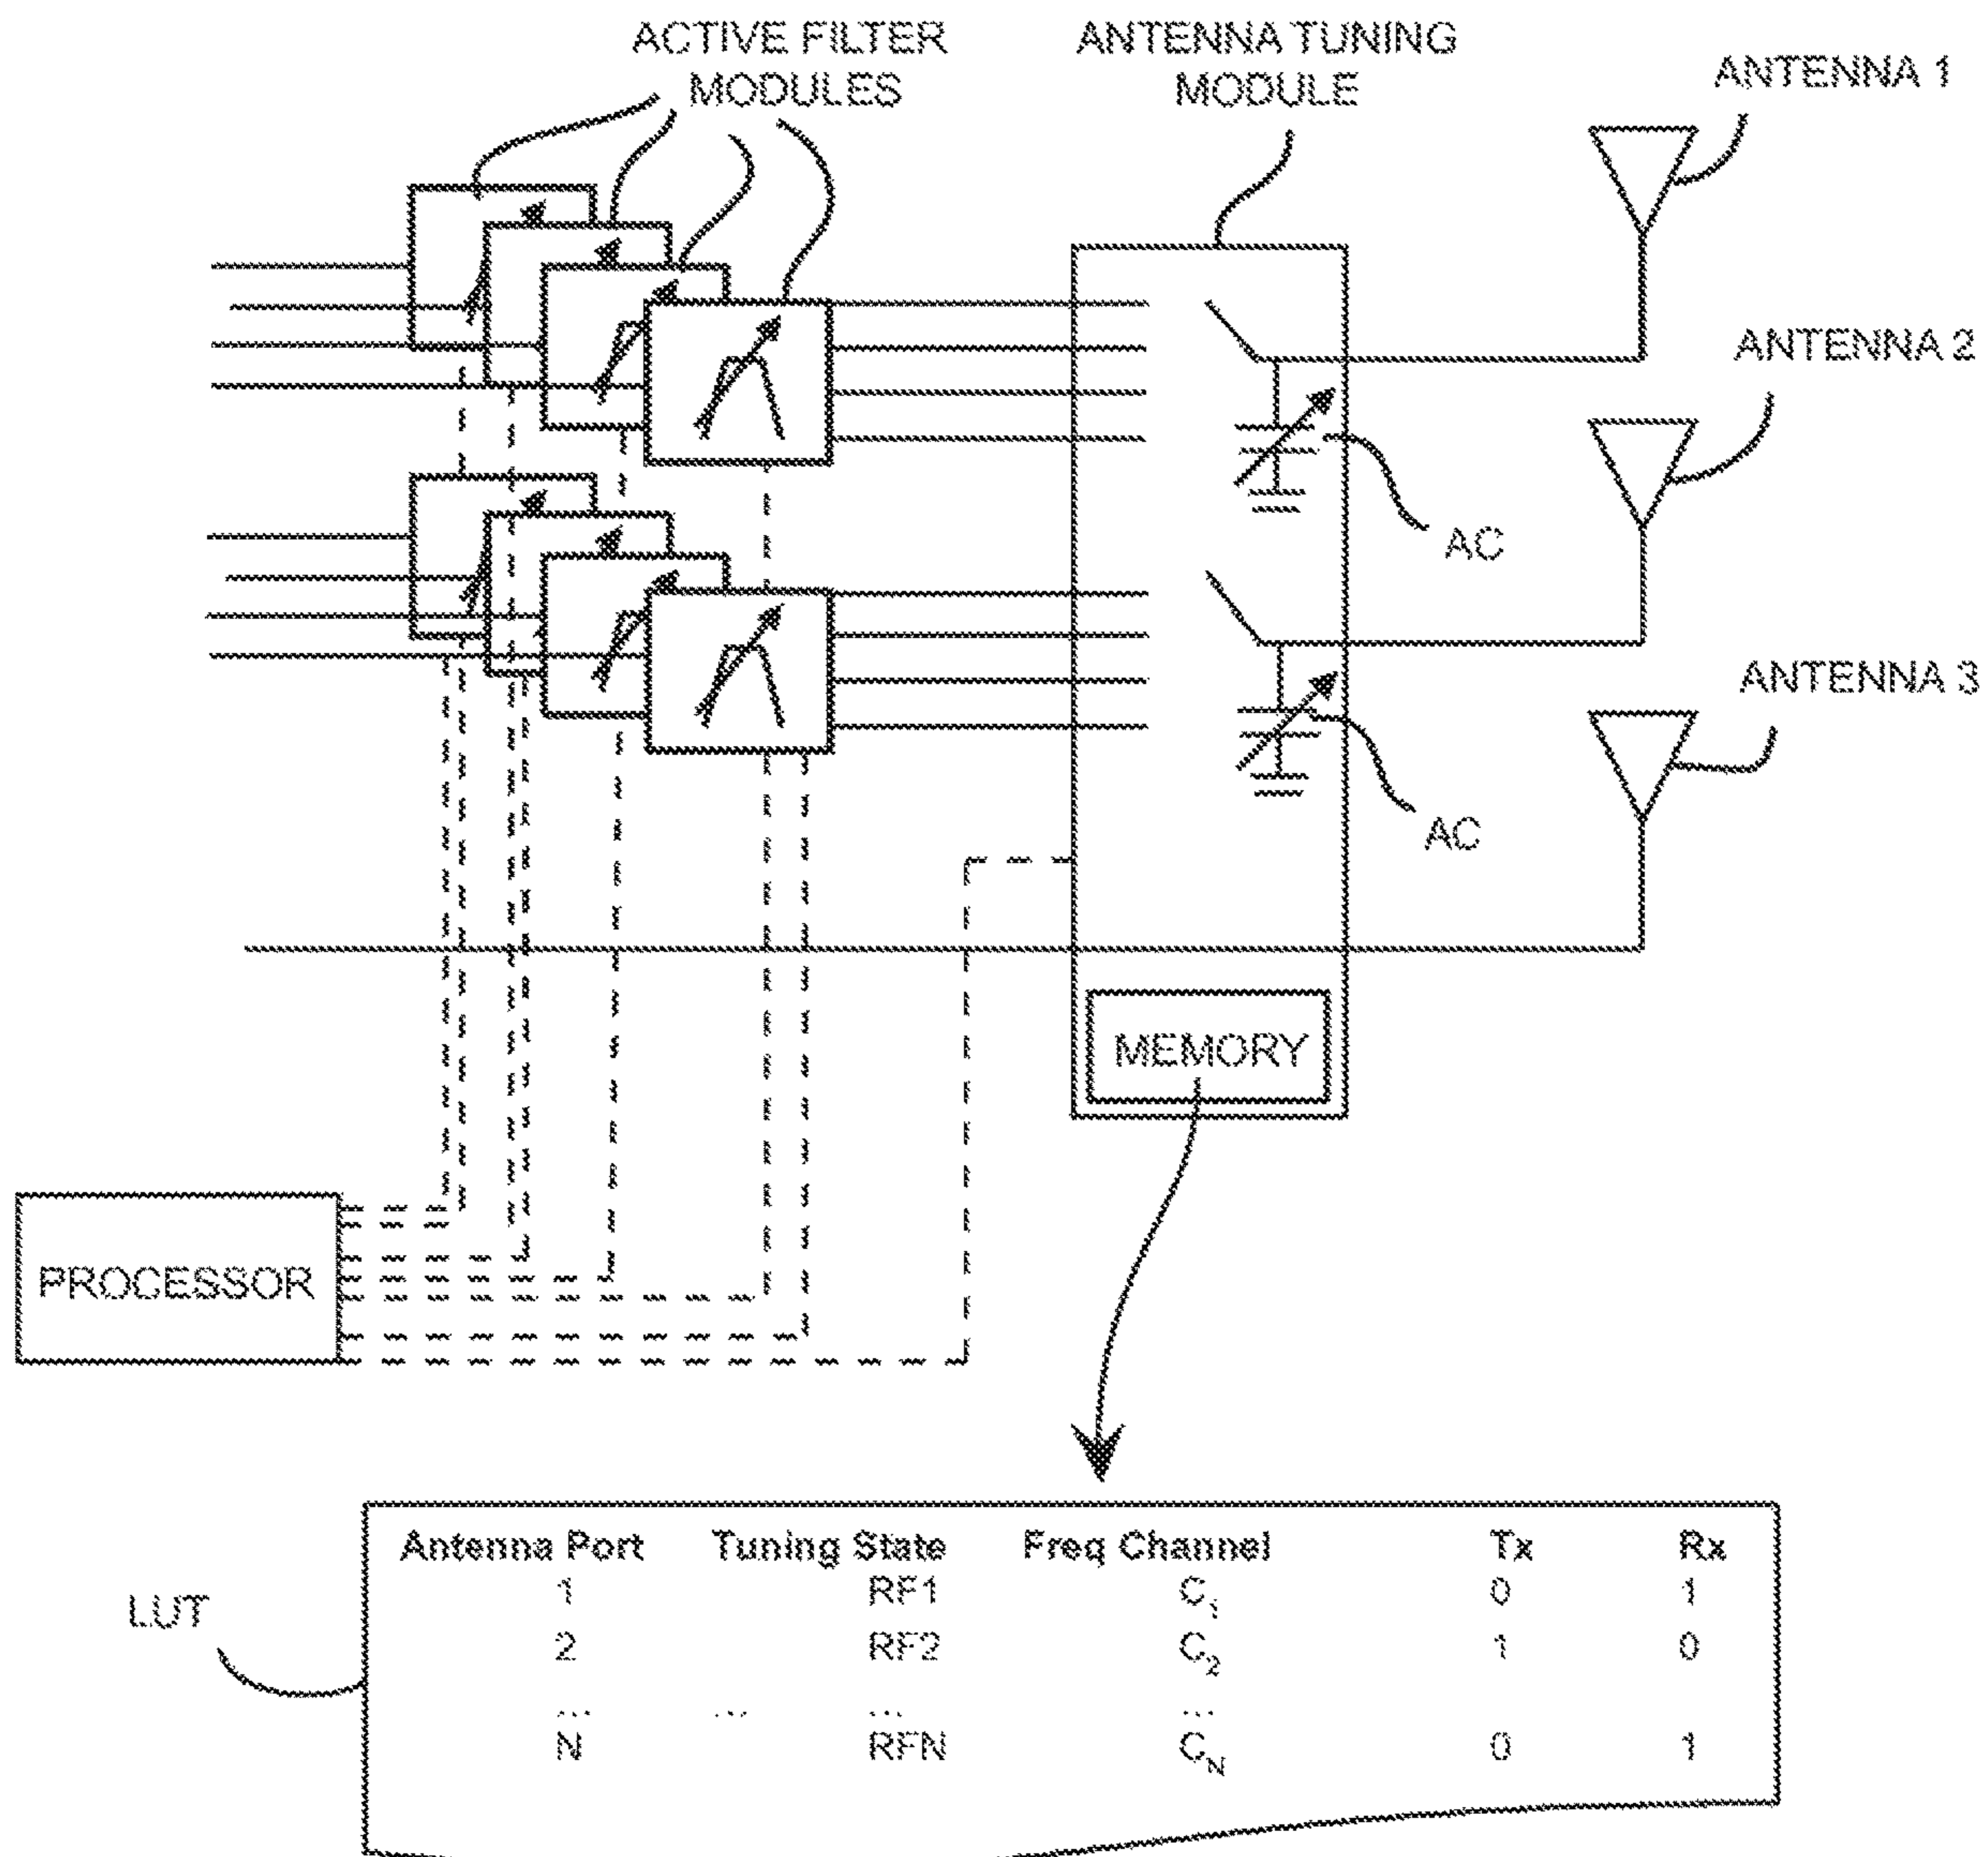 ACTIVE FILTER
MODULES
ANTENNA TUNING
MODULE
ANTENNA 1
ANTENNA 2
AC
ANTENNA 3
AC
MEMORY
PROCESSOR
LUT
Antenna Port Tuning State Freq Channel Tx Rx
1 RF1 C₁ 0 1
2 RF2 C₂ 1 0
... ... ... ...
N RFN C_N 0 1